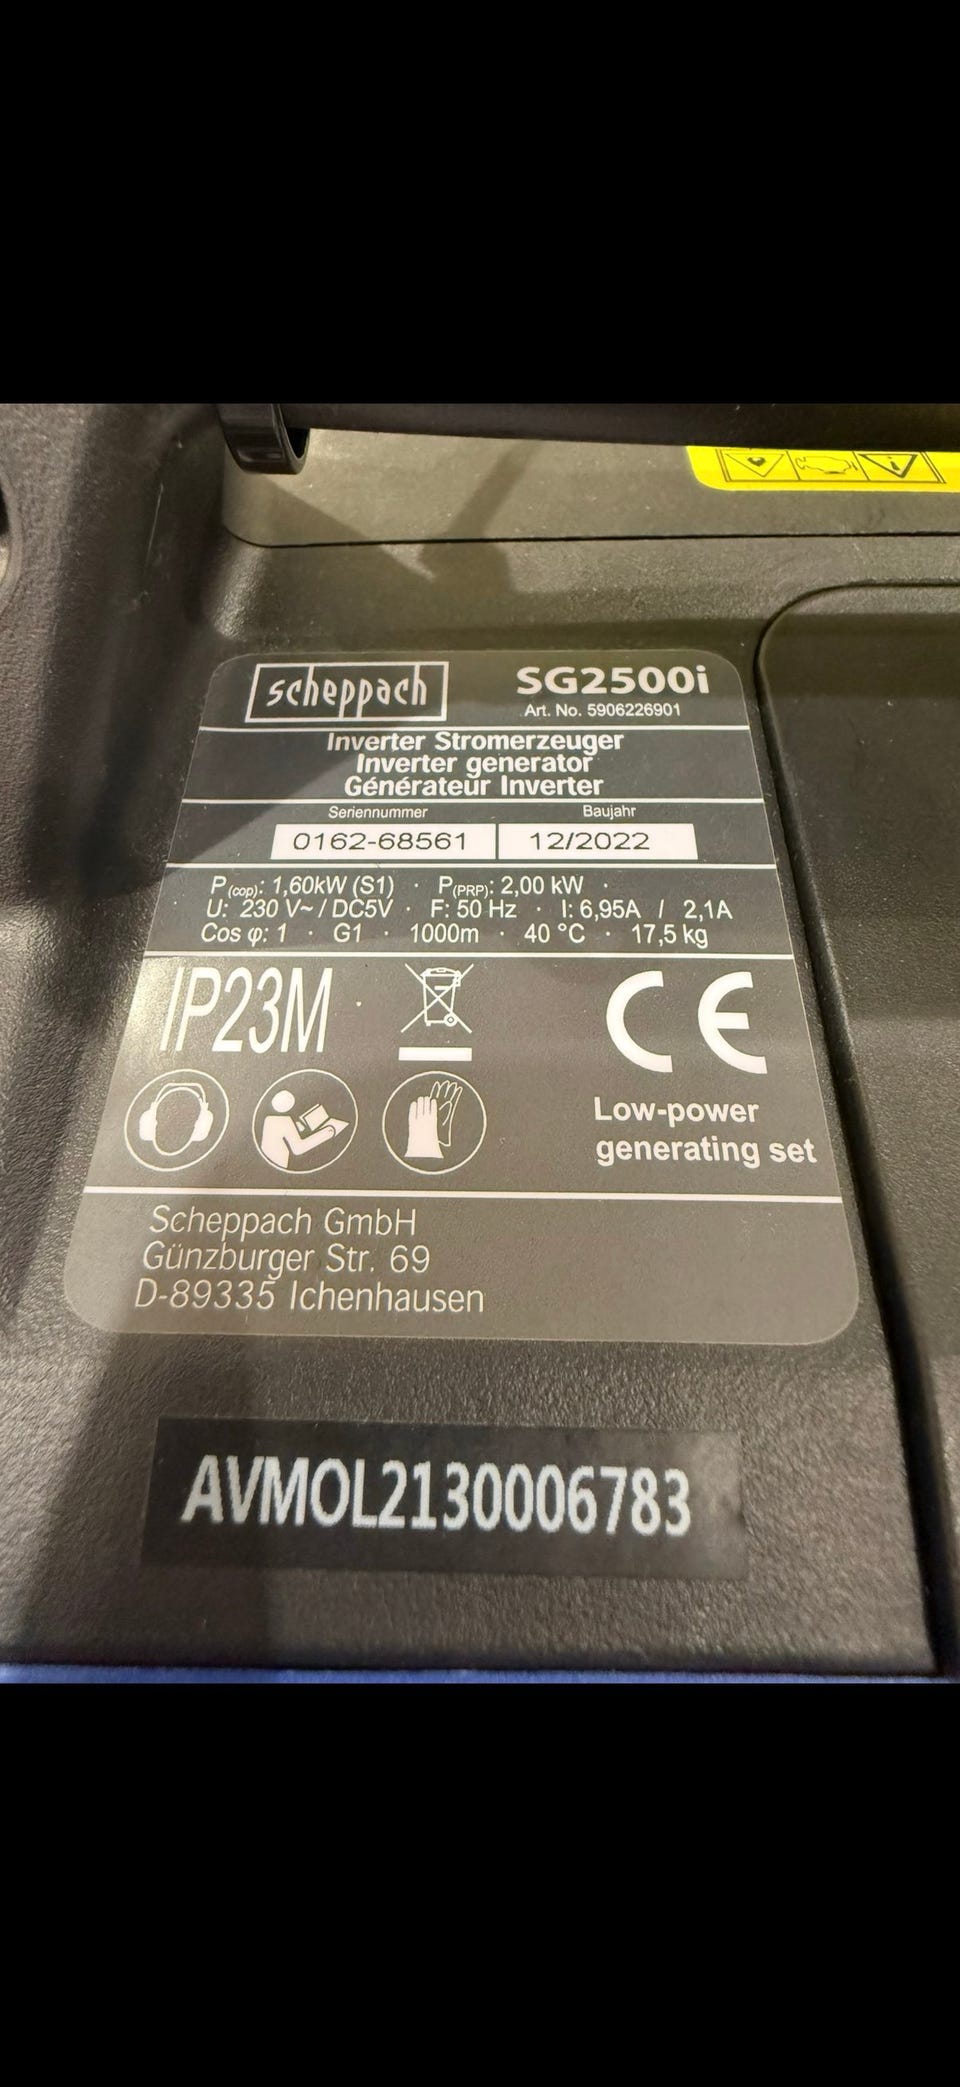 scheppach
SG2500i
Art. No. 5906226901
Inverter Stromerzeuger
Inverter generator
Générateur Inverter
Seriennummer Baujahr
0162-68561 12/2022
P(cop): 1,60kW (S1) · P(PRP): 2,00 kW ·
U: 230 V~ / DC5V · F: 50 Hz · I: 6,95A / 2,1A
Cos φ: 1 · G1 · 1000m · 40 °C · 17,5 kg
IP23M
CE
Low-power
generating set
Scheppach GmbH
Günzburger Str. 69
D-89335 Ichenhausen
AVMOL2130006783